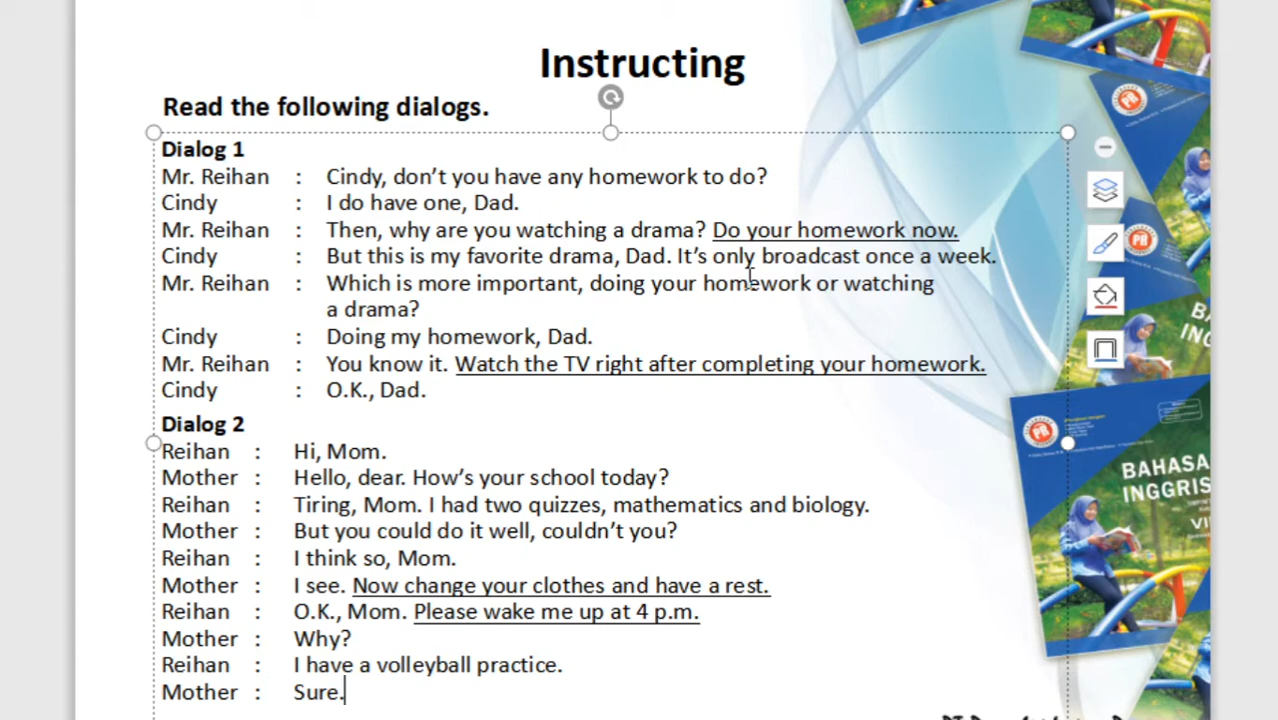 Instructing
Read the following dialogs.
Dialog 1
Mr. Reihan : Cindy, don't you have any homework to do?
Cindy : I do have one, Dad.
Mr. Reihan : Then, why are you watching a drama? Do your homework now.
Cindy : But this is my favorite drama, Dad. It's only broadcast once a week.
Mr. Reihan : Which is more important, doing your homework or watching
a drama?
Cindy : Doing my homework, Dad.
Mr. Reihan : You know it. Watch the TV right after completing your homework.
Cindy : O.K., Dad.
Dialog 2
Reihan : Hi, Mom.
Mother : Hello, dear. How's your school today?
Reihan : Tiring, Mom. I had two quizzes, mathematics and biology.
Mother : But you could do it well, couldn't you?
Reihan : I think so, Mom.
Mother : I see. Now change your clothes and have a rest.
Reihan : O.K., Mom. Please wake me up at 4 p.m.
Mother : Why?
Reihan : I have a volleyball practice.
Mother : Sure.
PB
PB
PB
BAHASA
INGGRIS